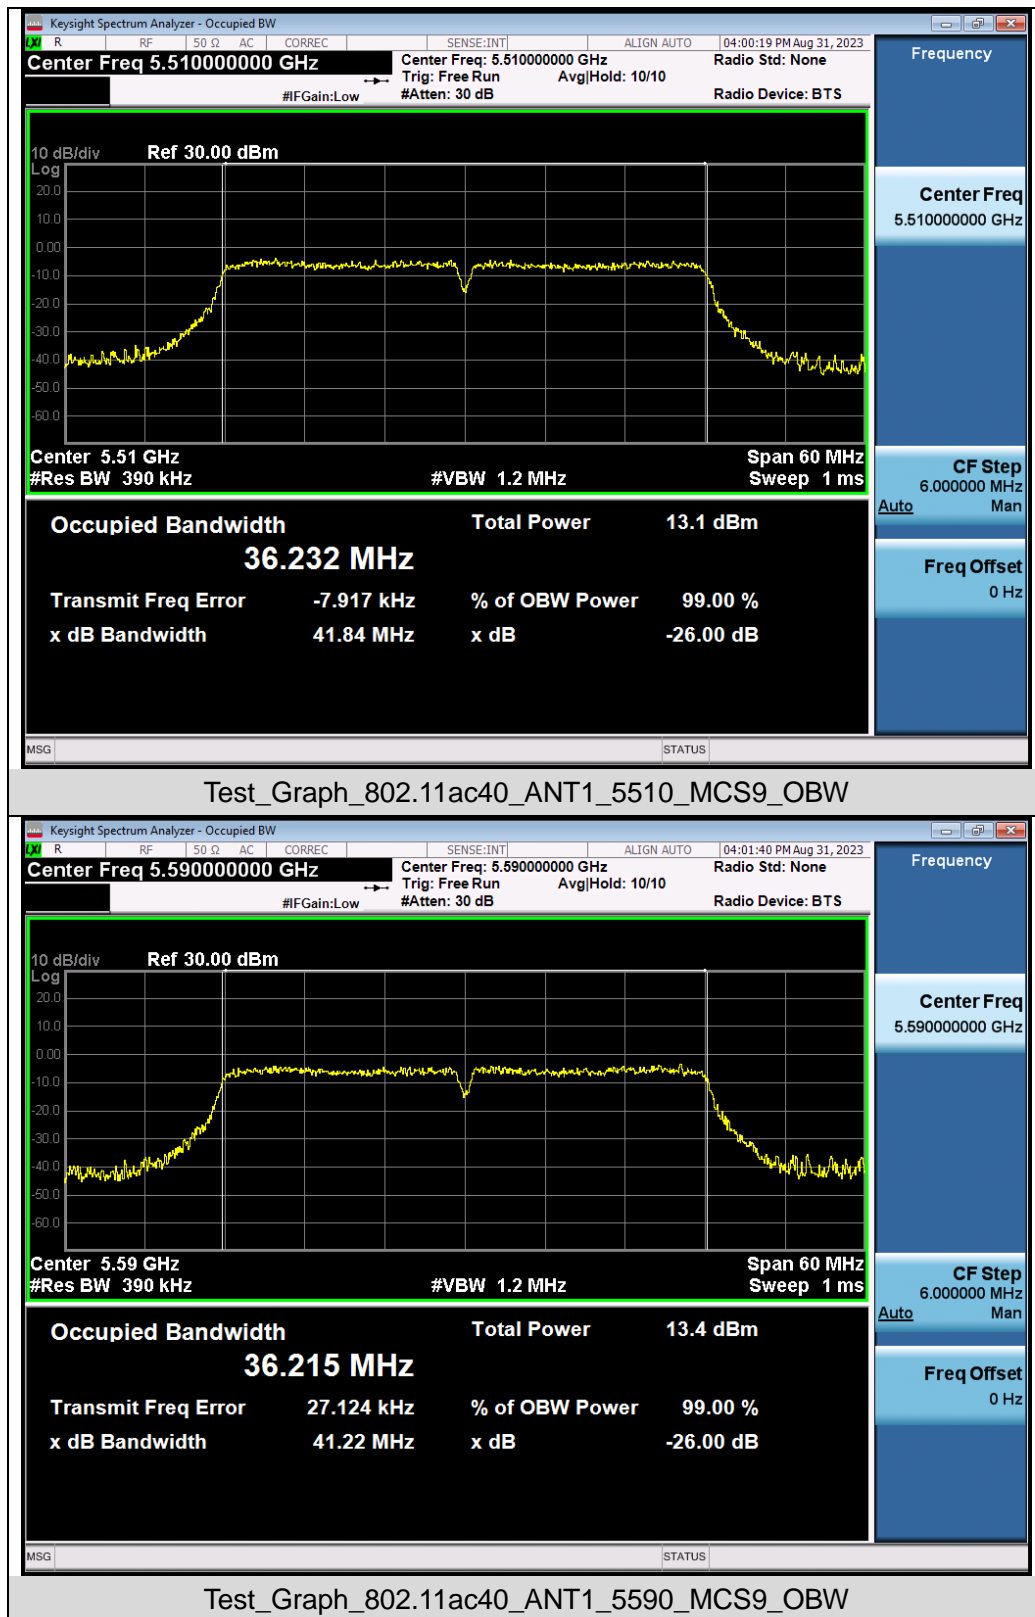 Keysight Spectrum Analyzer - Occupied BW
LXI R RF 50 Ω AC CORREC SENSE:INT ALIGN AUTO 04:00:19 PM Aug 31, 2023
Center Freq 5.510000000 GHz
Center Freq: 5.510000000 GHz Radio Std: None
Trig: Free Run Avg|Hold: 10/10
#IFGain:Low #Atten: 30 dB Radio Device: BTS
10 dB/div Ref 30.00 dBm
Log
20.0
10.0
0.00
-10.0
-20.0
-30.0
-40.0
-50.0
-60.0
Center 5.51 GHz Span 60 MHz
#Res BW 390 kHz #VBW 1.2 MHz Sweep 1 ms
Occupied Bandwidth Total Power 13.1 dBm
36.232 MHz
Transmit Freq Error -7.917 kHz % of OBW Power 99.00 %
x dB Bandwidth 41.84 MHz x dB -26.00 dB
MSG STATUS
Frequency
Center Freq
5.510000000 GHz
CF Step
6.000000 MHz
Auto Man
Freq Offset
0 Hz
Test_Graph_802.11ac40_ANT1_5510_MCS9_OBW
Keysight Spectrum Analyzer - Occupied BW
LXI R RF 50 Ω AC CORREC SENSE:INT ALIGN AUTO 04:01:40 PM Aug 31, 2023
Center Freq 5.590000000 GHz
Center Freq: 5.590000000 GHz Radio Std: None
Trig: Free Run Avg|Hold: 10/10
#IFGain:Low #Atten: 30 dB Radio Device: BTS
10 dB/div Ref 30.00 dBm
Log
20.0
10.0
0.00
-10.0
-20.0
-30.0
-40.0
-50.0
-60.0
Center 5.59 GHz Span 60 MHz
#Res BW 390 kHz #VBW 1.2 MHz Sweep 1 ms
Occupied Bandwidth Total Power 13.4 dBm
36.215 MHz
Transmit Freq Error 27.124 kHz % of OBW Power 99.00 %
x dB Bandwidth 41.22 MHz x dB -26.00 dB
MSG STATUS
Frequency
Center Freq
5.590000000 GHz
CF Step
6.000000 MHz
Auto Man
Freq Offset
0 Hz
Test_Graph_802.11ac40_ANT1_5590_MCS9_OBW